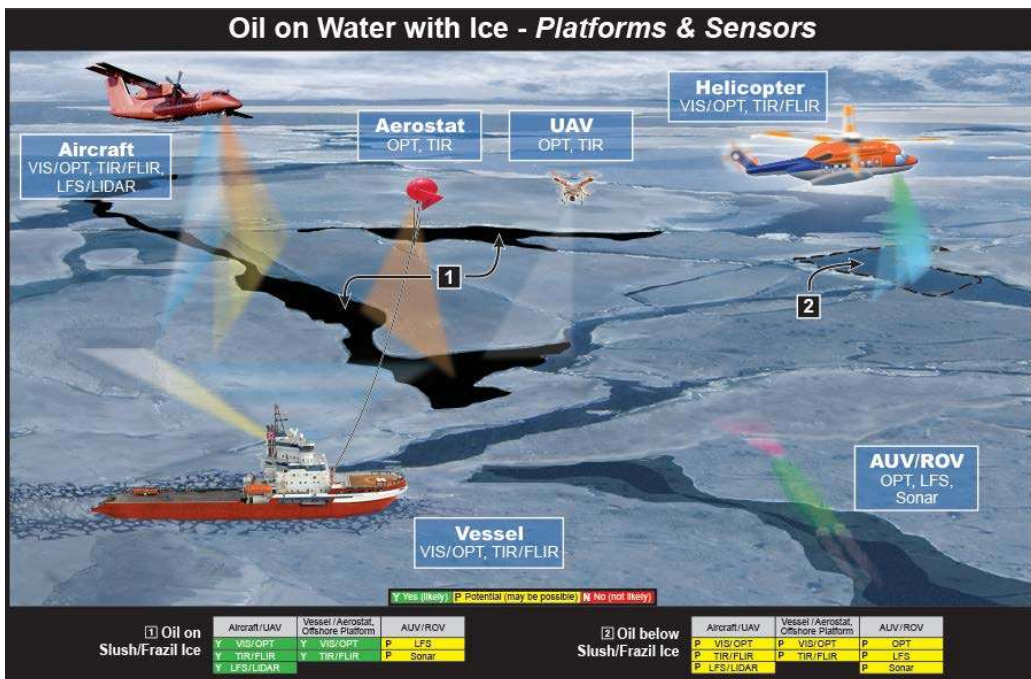 Oil on Water with Ice - Platforms & Sensors
Aircraft
VIS/OPT, TIR/FLIR,
LFS/LIDAR
Aerostat
OPT, TIR
UAV
OPT, TIR
Helicopter
VIS/OPT, TIR/FLIR
1
2
AUV/ROV
OPT, LFS,
Sonar
Vessel
VIS/OPT, TIR/FLIR
Y Yes (likely) P Potential (may be possible) N No (not likely)
1 Oil on
Slush/Frazil Ice
Aircraft/UAV Vessel /Aerostat, Offshore Platform AUV/ROV
Y VIS/OPT Y VIS/OPT P LFS
Y TIR/FLIR Y TIR/FLIR P Sonar
Y LFS/LIDAR
2 Oil below
Slush/Frazil Ice
Aircraft/UAV Vessel /Aerostat, Offshore Platform AUV/ROV
P VIS/OPT P VIS/OPT P OPT
P TIR/FLIR P TIR/FLIR P LFS
P LFS/LIDAR P Sonar